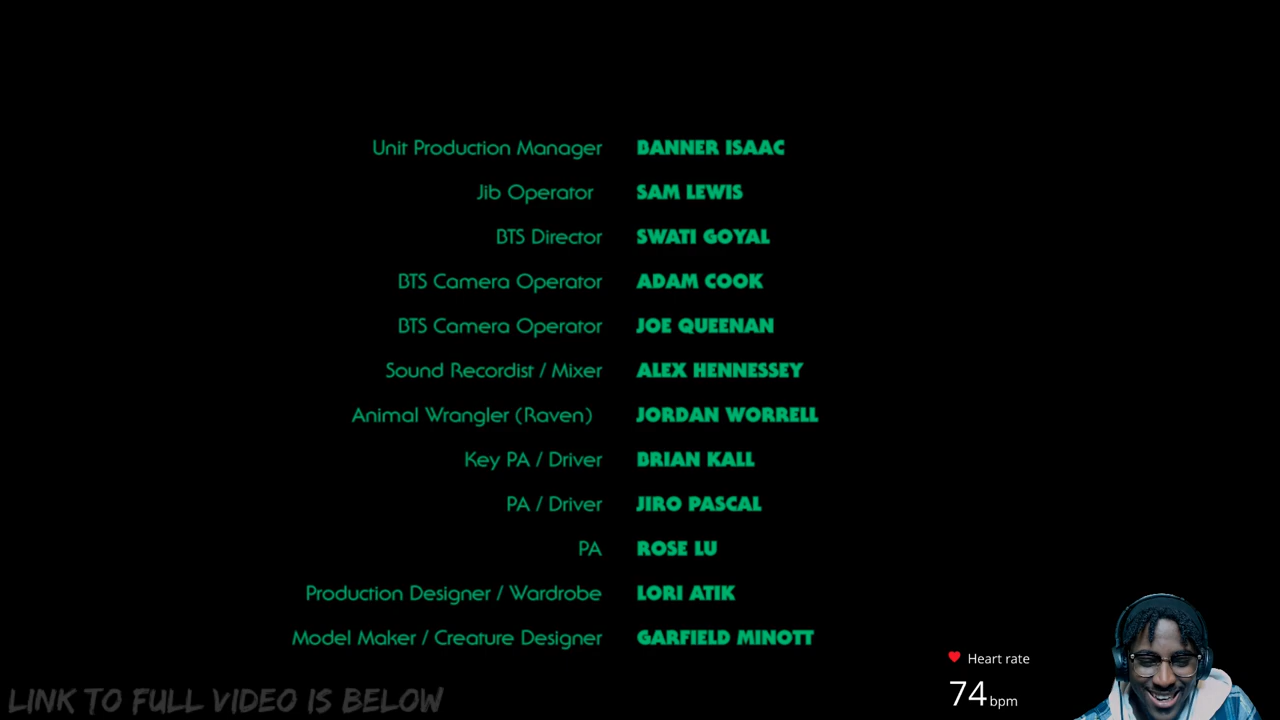 Unit Production Manager BANNER ISAAC
Jib Operator SAM LEWIS
BTS Director SWATI GOYAL
BTS Camera Operator ADAM COOK
BTS Camera Operator JOE QUEENAN
Sound Recordist / Mixer ALEX HENNESSEY
Animal Wrangler (Raven) JORDAN WORRELL
Key PA / Driver BRIAN KALL
PA / Driver JIRO PASCAL
PA ROSE LU
Production Designer / Wardrobe LORI ATIK
Model Maker / Creature Designer GARFIELD MINOTT
Heart rate
74 bpm
LINK TO FULL VIDEO IS BELOW